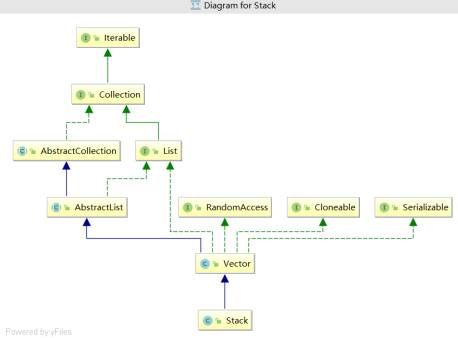 Diagram for Stack
I Iterable
I Collection
C AbstractCollection
I List
C AbstractList
I RandomAccess
I Cloneable
I Serializable
C Vector
C Stack
Powered by yFiles